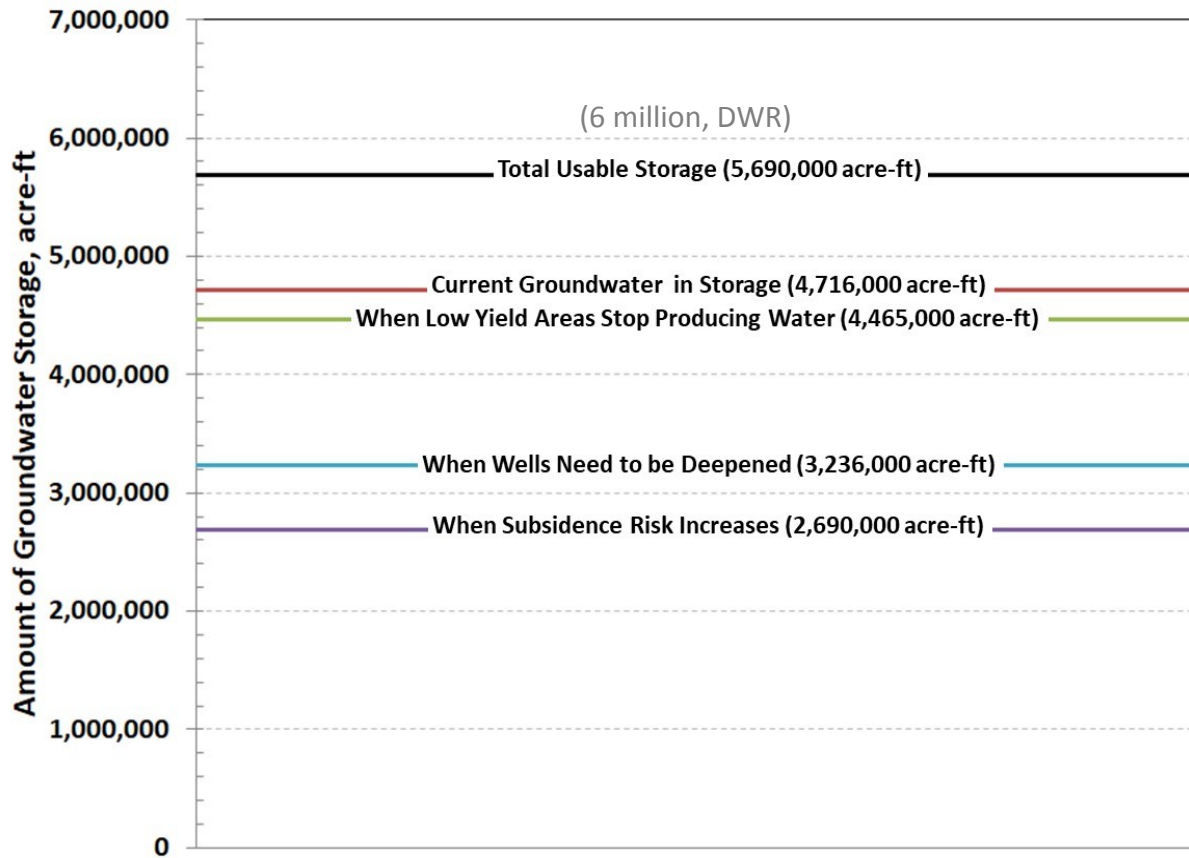 7,000,000
(6 million, DWR)
6,000,000
Total Usable Storage (5,690,000 acre-ft)
5,000,000
Current Groundwater in Storage (4,716,000 acre-ft)
When Low Yield Areas Stop Producing Water (4,465,000 acre-ft)
4,000,000
When Wells Need to be Deepened (3,236,000 acre-ft)
3,000,000
When Subsidence Risk Increases (2,690,000 acre-ft)
2,000,000
1,000,000
0
Amount of Groundwater Storage, acre-ft